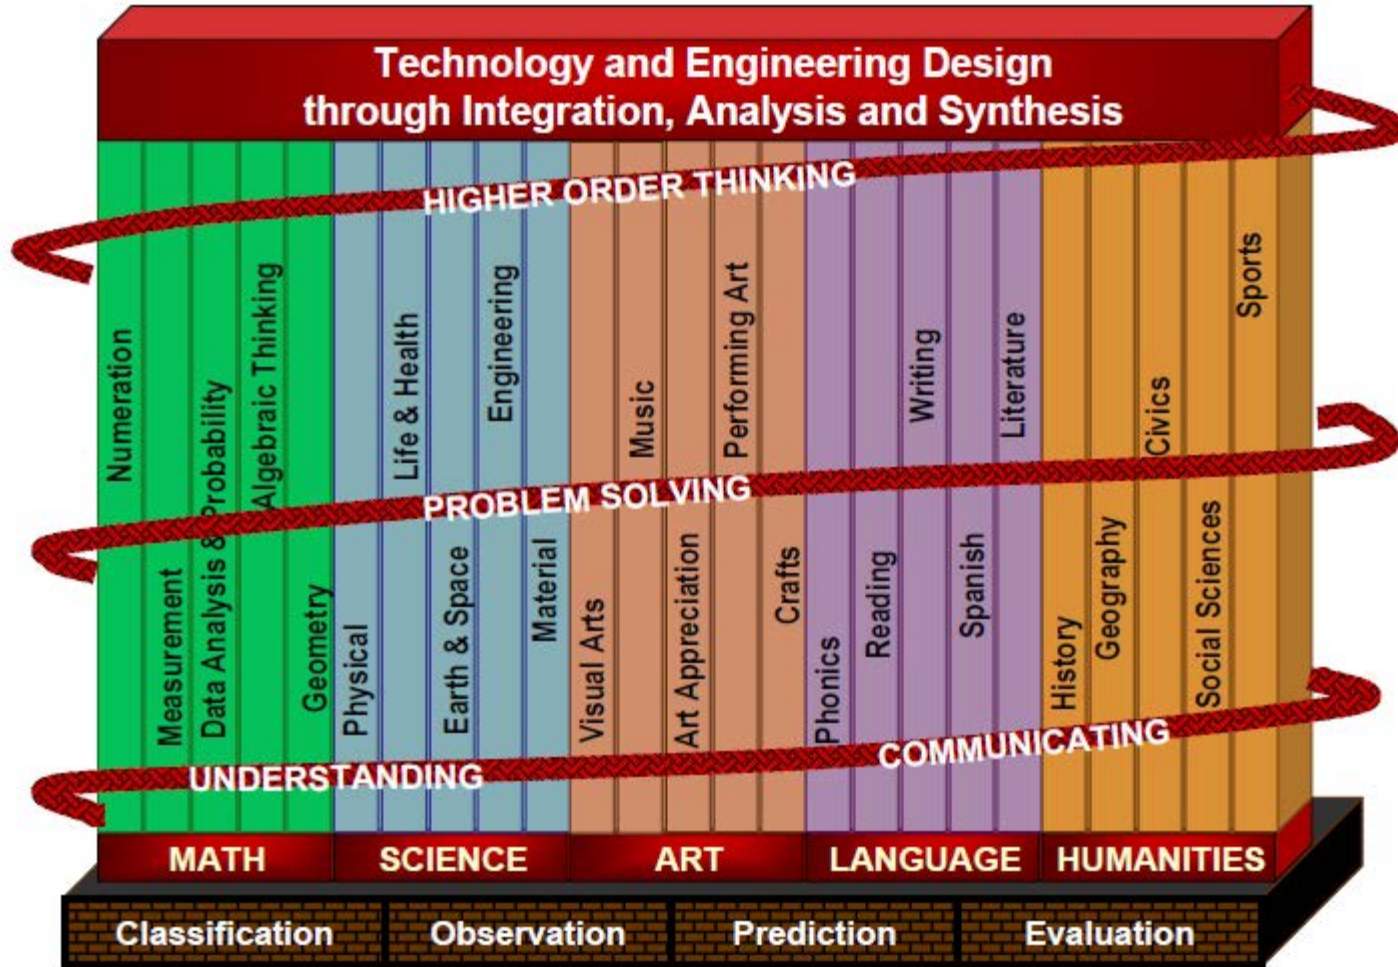 Technology and Engineering Design
through Integration, Analysis and Synthesis
HIGHER ORDER THINKING
Numeration
Measurement
Data Analysis & Probability
Algebraic Thinking
Geometry
Physical
Life & Health
Earth & Space
Engineering
Material
Visual Arts
Music
Art Appreciation
Performing Art
Crafts
Phonics
Reading
Writing
Spanish
Literature
History
Geography
Civics
Social Sciences
Sports
PROBLEM SOLVING
UNDERSTANDING
COMMUNICATING
MATH
SCIENCE
ART
LANGUAGE
HUMANITIES
Classification
Observation
Prediction
Evaluation